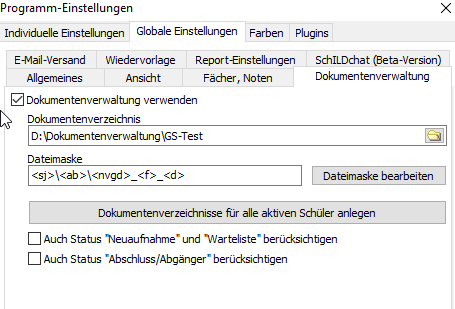 Programm-Einstellungen
Individuelle Einstellungen Globale Einstellungen Farben Plugins
E-Mail-Versand Wiedervorlage Report-Einstellungen SchILDchat (Beta-Version)
Allgemeines Ansicht Fächer, Noten Dokumentenverwaltung
Dokumentenverwaltung verwenden
Dokumentenverzeichnis
D:\Dokumentenverwaltung\GS-Test
Dateimaske
<sj>\<ab>\<nvgd>_<f>_<d> Dateimaske bearbeiten
Dokumentenverzeichnisse für alle aktiven Schüler anlegen
Auch Status "Neuaufnahme" und "Warteliste" berücksichtigen
Auch Status "Abschluss/Abgänger" berücksichtigen